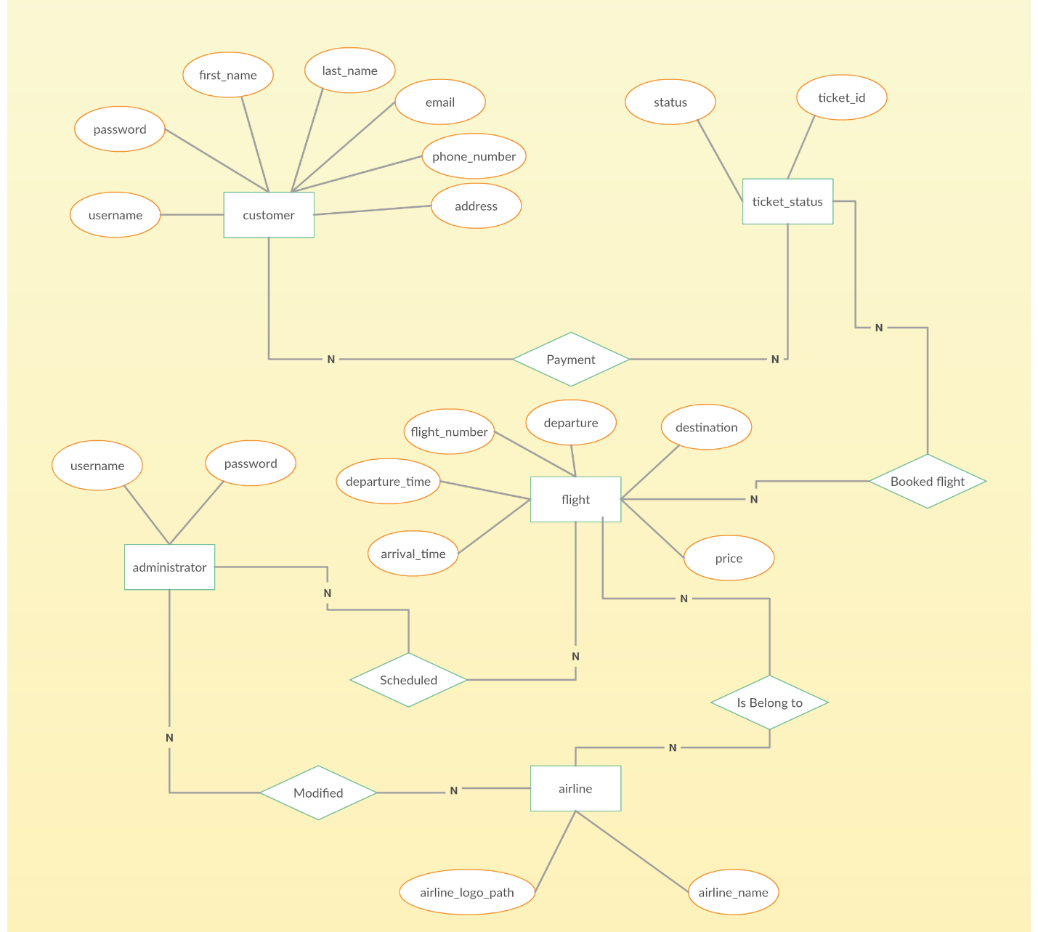 first_name
last_name
email
password
phone_number
username
customer
address
status
ticket_id
ticket_status
N
N
Payment
N
flight_number
departure
destination
username
password
departure_time
flight
N
Booked flight
arrival_time
price
administrator
N
N
N
Scheduled
Is Belong to
N
N
Modified
N
airline
airline_logo_path
airline_name